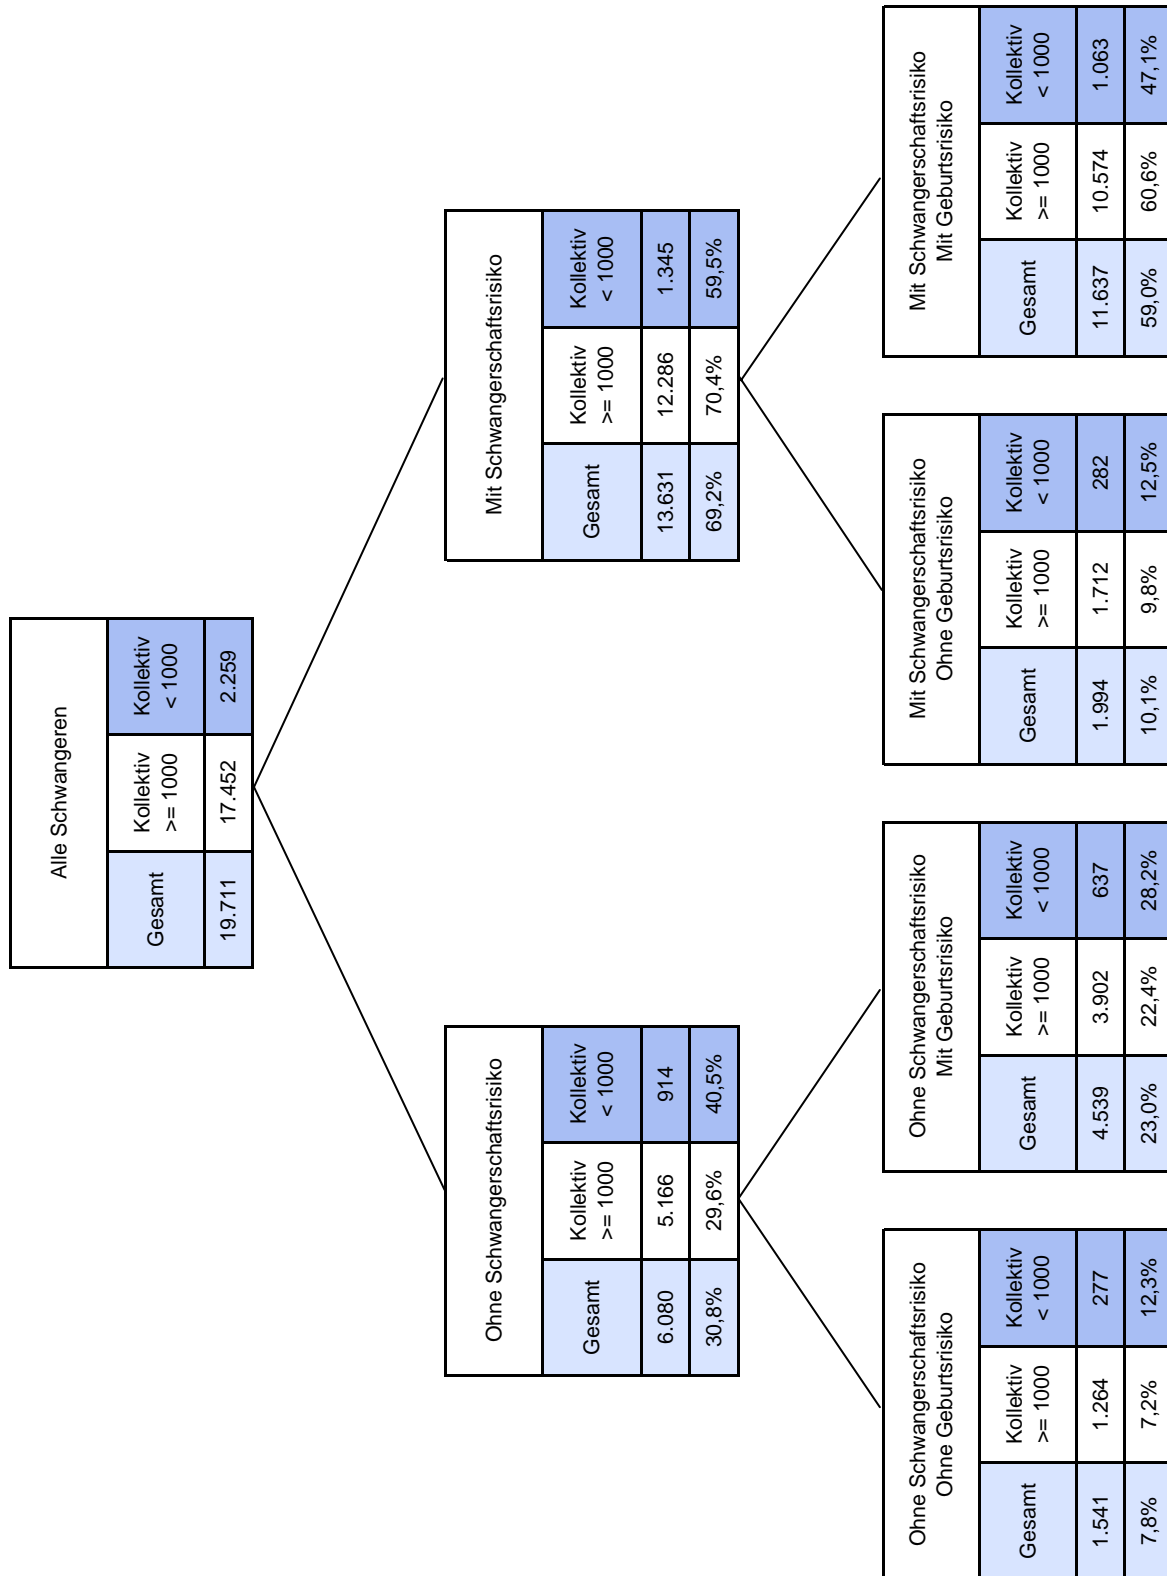 Alle Schwangeren
Gesamt
Kollektiv
>= 1000
Kollektiv
< 1000
19.711
17.452
2.259
Ohne Schwangerschaftsrisiko
Gesamt
Kollektiv
>= 1000
Kollektiv
< 1000
6.080
5.166
914
30,8%
29,6%
40,5%
Mit Schwangerschaftsrisiko
Gesamt
Kollektiv
>= 1000
Kollektiv
< 1000
13.631
12.286
1.345
69,2%
70,4%
59,5%
Ohne Schwangerschaftsrisiko
Ohne Geburtsrisiko
Gesamt
Kollektiv
>= 1000
Kollektiv
< 1000
1.541
1.264
277
7,8%
7,2%
12,3%
Ohne Schwangerschaftsrisiko
Mit Geburtsrisiko
Gesamt
Kollektiv
>= 1000
Kollektiv
< 1000
4.539
3.902
637
23,0%
22,4%
28,2%
Mit Schwangerschaftsrisiko
Ohne Geburtsrisiko
Gesamt
Kollektiv
>= 1000
Kollektiv
< 1000
1.994
1.712
282
10,1%
9,8%
12,5%
Mit Schwangerschaftsrisiko
Mit Geburtsrisiko
Gesamt
Kollektiv
>= 1000
Kollektiv
< 1000
11.637
10.574
1.063
59,0%
60,6%
47,1%